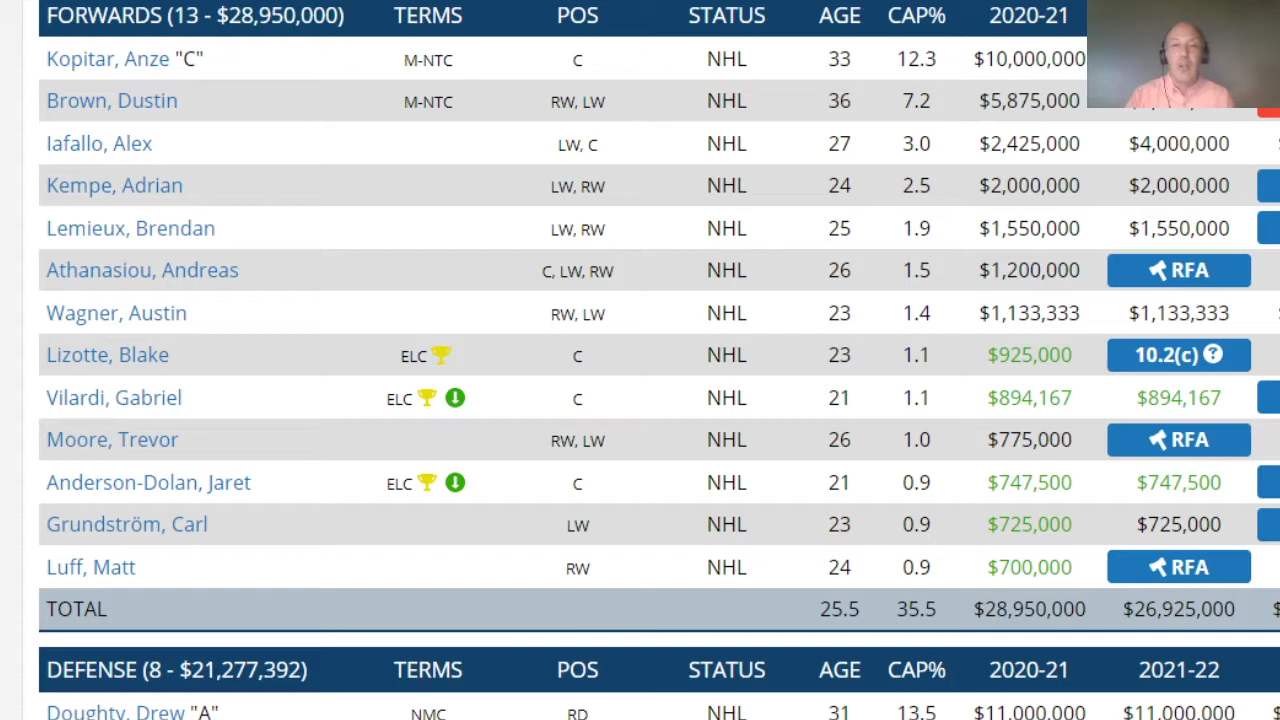 FORWARDS (13 - $28,950,000) TERMS POS STATUS AGE CAP% 2020-21
Kopitar, Anze "C" M-NTC C NHL 33 12.3 $10,000,000
Brown, Dustin M-NTC RW, LW NHL 36 7.2 $5,875,000
Iafallo, Alex LW, C NHL 27 3.0 $2,425,000 $4,000,000
Kempe, Adrian LW, RW NHL 24 2.5 $2,000,000 $2,000,000
Lemieux, Brendan LW, RW NHL 25 1.9 $1,550,000 $1,550,000
Athanasiou, Andreas C, LW, RW NHL 26 1.5 $1,200,000 RFA
Wagner, Austin RW, LW NHL 23 1.4 $1,133,333 $1,133,333
Lizotte, Blake ELC C NHL 23 1.1 $925,000 10.2(c) ?
Vilardi, Gabriel ELC C NHL 21 1.1 $894,167 $894,167
Moore, Trevor RW, LW NHL 26 1.0 $775,000 RFA
Anderson-Dolan, Jaret ELC C NHL 21 0.9 $747,500 $747,500
Grundström, Carl LW NHL 23 0.9 $725,000 $725,000
Luff, Matt RW NHL 24 0.9 $700,000 RFA
TOTAL 25.5 35.5 $28,950,000 $26,925,000
DEFENSE (8 - $21,277,392) TERMS POS STATUS AGE CAP% 2020-21 2021-22
Doughty, Drew "A" NMC RD NHL 31 13.5 $11,000,000 $11,000,000